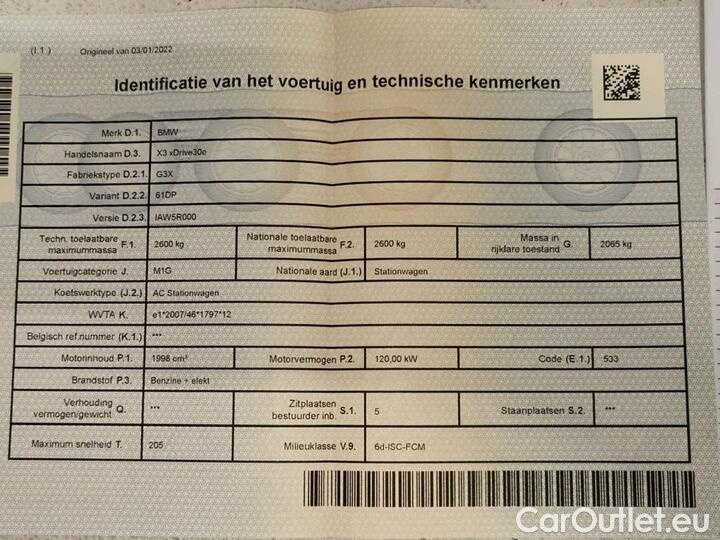 (I.1.) Origineel van 03/01/2022
Identificatie van het voertuig en technische kenmerken
Merk D.1. BMW
Handelsnaam D.3. X3 xDrive30e
Fabriekstype D.2.1. G3X
Variant D.2.2. 61DP
Versie D.2.3. IAW5R000
Techn. toelaatbare maximummassa F.1. 2600 kg Nationale toelaatbare maximummassa F.2. 2600 kg Massa in rijklare toestand G. 2065 kg
Voertuigcategorie J. M1G Nationale aard (J.1.) Stationwagen
Koetswerktype (J.2.) AC Stationwagen
WVTA K. e1*2007/46*1797*12
Belgisch ref.nummer (K.1.) ***
Motorinhoud P.1. 1998 cm³ Motorvermogen P.2. 120,00 kW Code (E.1.) 533
Brandstof P.3. Benzine + elekt
Verhouding vermogen/gewicht Q. *** Zitplaatsen bestuurder inb. S.1. 5 Staanplaatsen S.2. ***
Maximum snelheid T. 205 Milieuklasse V.9. 6d-ISC-FCM
CarOutlet.eu